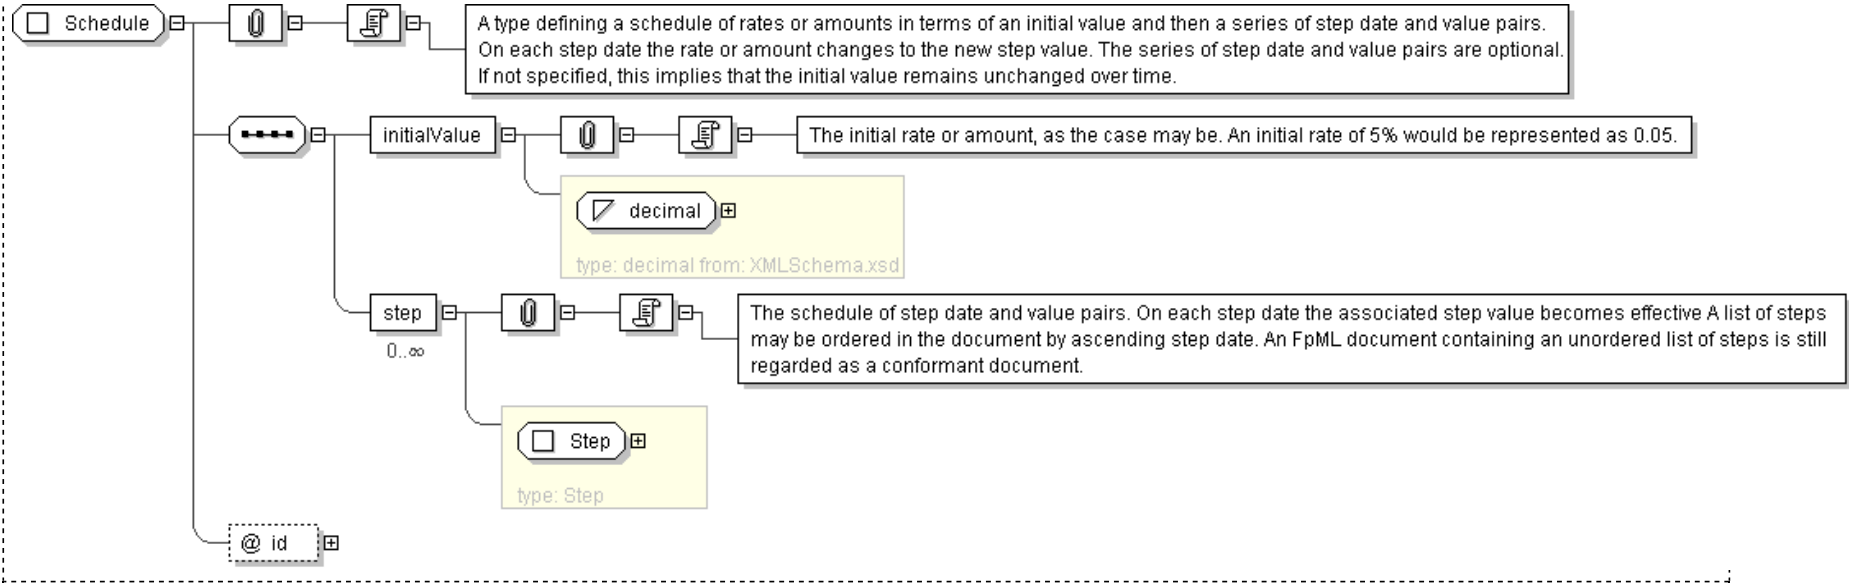 Schedule
A type defining a schedule of rates or amounts in terms of an initial value and then a series of step date and value pairs.
On each step date the rate or amount changes to the new step value. The series of step date and value pairs are optional.
If not specified, this implies that the initial value remains unchanged over time.
initialValue
The initial rate or amount, as the case may be. An initial rate of 5% would be represented as 0.05.
decimal
type: decimal from: XMLSchema.xsd
step
0..∞
The schedule of step date and value pairs. On each step date the associated step value becomes effective A list of steps
may be ordered in the document by ascending step date. An FpML document containing an unordered list of steps is still
regarded as a conformant document.
Step
type: Step
@ id